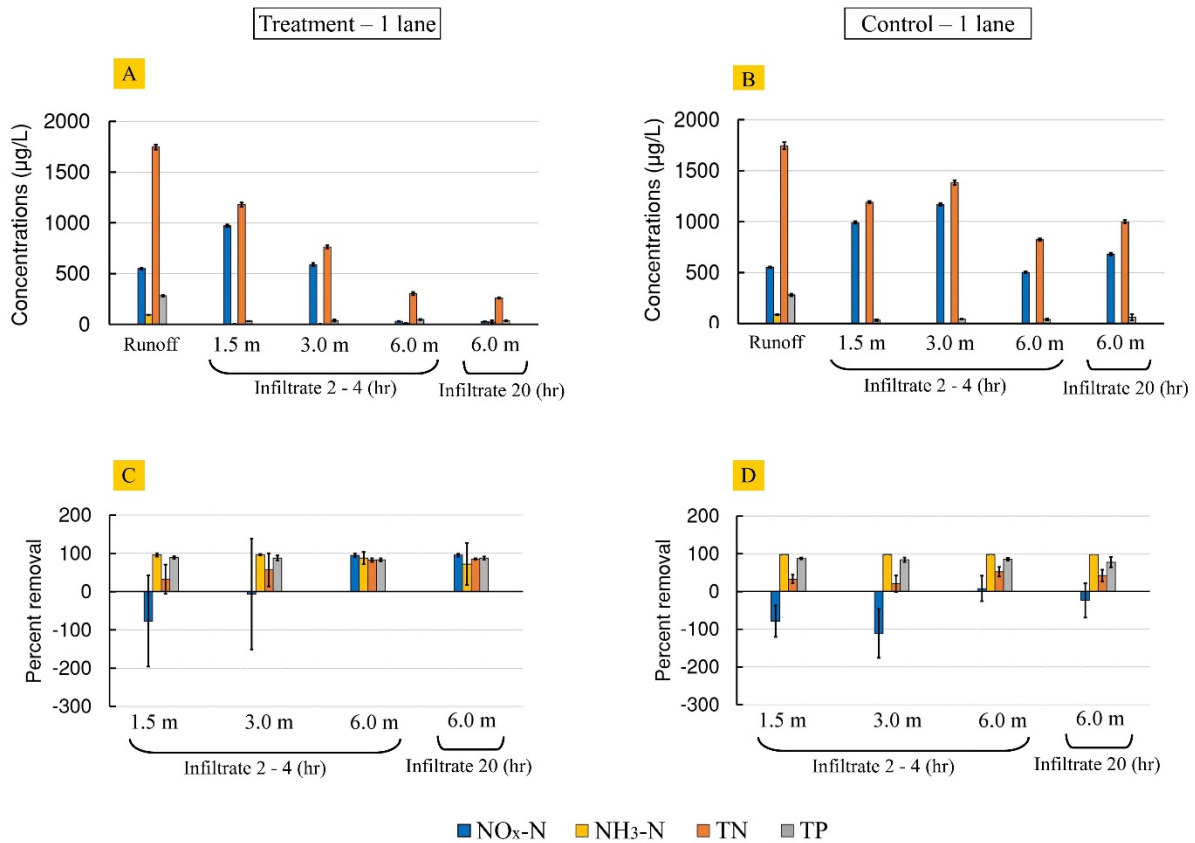 Treatment – 1 lane
Control – 1 lane
A
Concentrations (µg/L)
2000
1500
1000
500
0
Runoff
1.5 m
3.0 m
6.0 m
6.0 m
Infiltrate 2 - 4 (hr)
Infiltrate 20 (hr)
B
Concentrations (µg/L)
2000
1500
1000
500
0
Runoff
1.5 m
3.0 m
6.0 m
6.0 m
Infiltrate 2 - 4 (hr)
Infiltrate 20 (hr)
C
Percent removal
200
100
0
-100
-200
-300
1.5 m
3.0 m
6.0 m
6.0 m
Infiltrate 2 - 4 (hr)
Infiltrate 20 (hr)
D
Percent removal
200
100
0
-100
-200
-300
1.5 m
3.0 m
6.0 m
6.0 m
Infiltrate 2 - 4 (hr)
Infiltrate 20 (hr)
NOx-N NH3-N TN TP